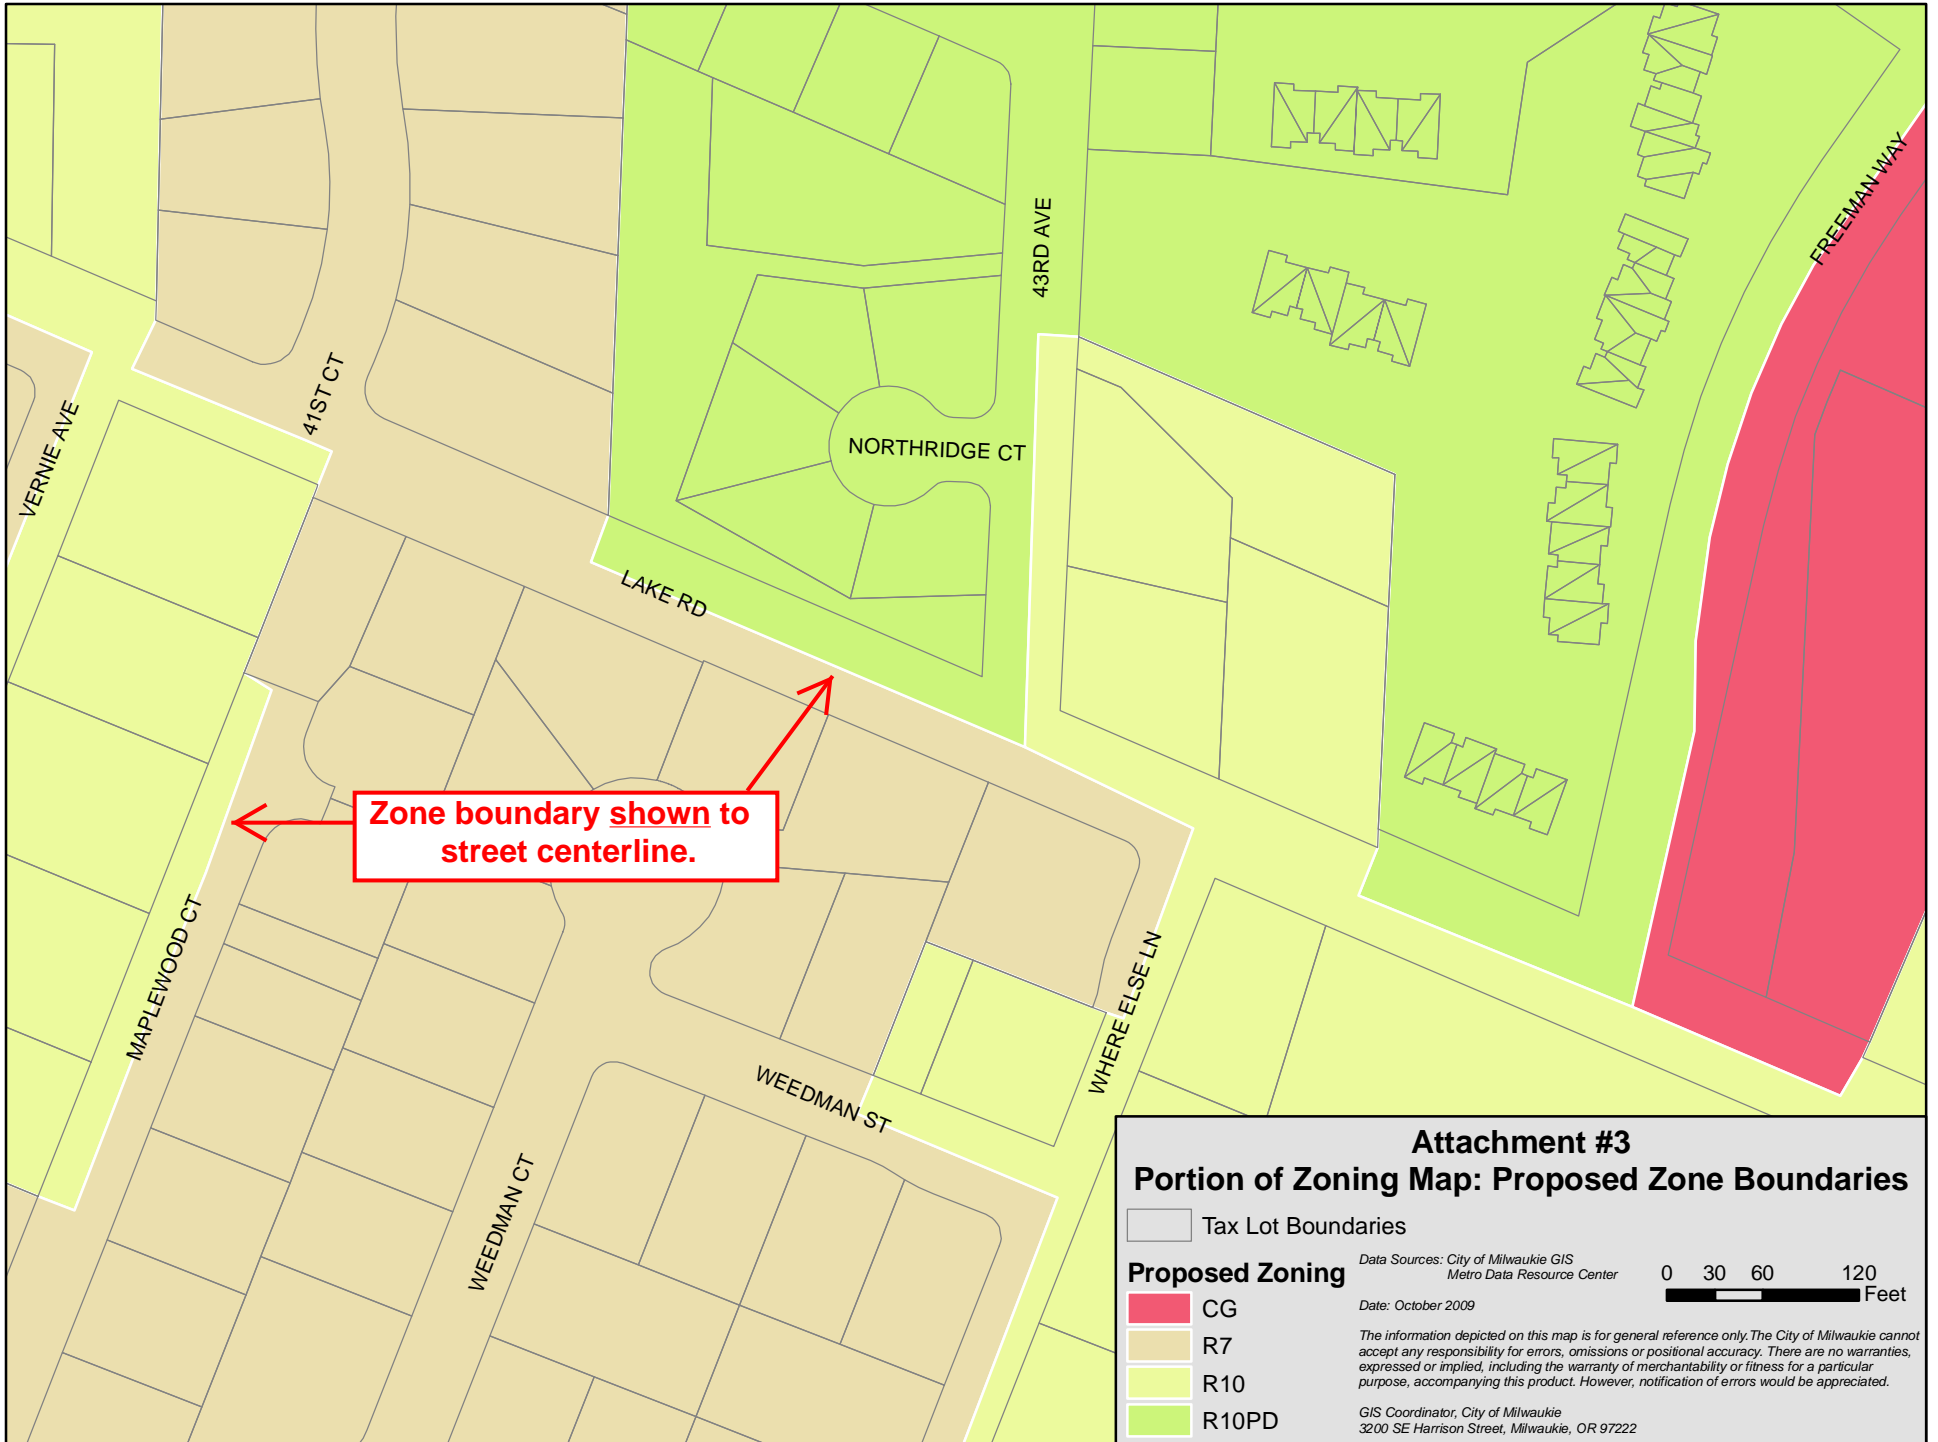 FREEMAN WAY
43RD AVE
41ST CT
VERNIE AVE
NORTHRIDGE CT
LAKE RD
Zone boundary shown to
street centerline.
MAPLEWOOD CT
WHERE ELSE LN
WEEDMAN ST
WEEDMAN CT
Attachment #3
Portion of Zoning Map: Proposed Zone Boundaries
Tax Lot Boundaries
Proposed Zoning
CG
R7
R10
R10PD
Data Sources: City of Milwaukie GIS
Metro Data Resource Center
0 30 60 120
Feet
Date: October 2009
The information depicted on this map is for general reference only. The City of Milwaukie cannot
accept any responsibility for errors, omissions or positional accuracy. There are no warranties,
expressed or implied, including the warranty of merchantability or fitness for a particular
purpose, accompanying this product. However, notification of errors would be appreciated.
GIS Coordinator, City of Milwaukie
3200 SE Harrison Street, Milwaukie, OR 97222